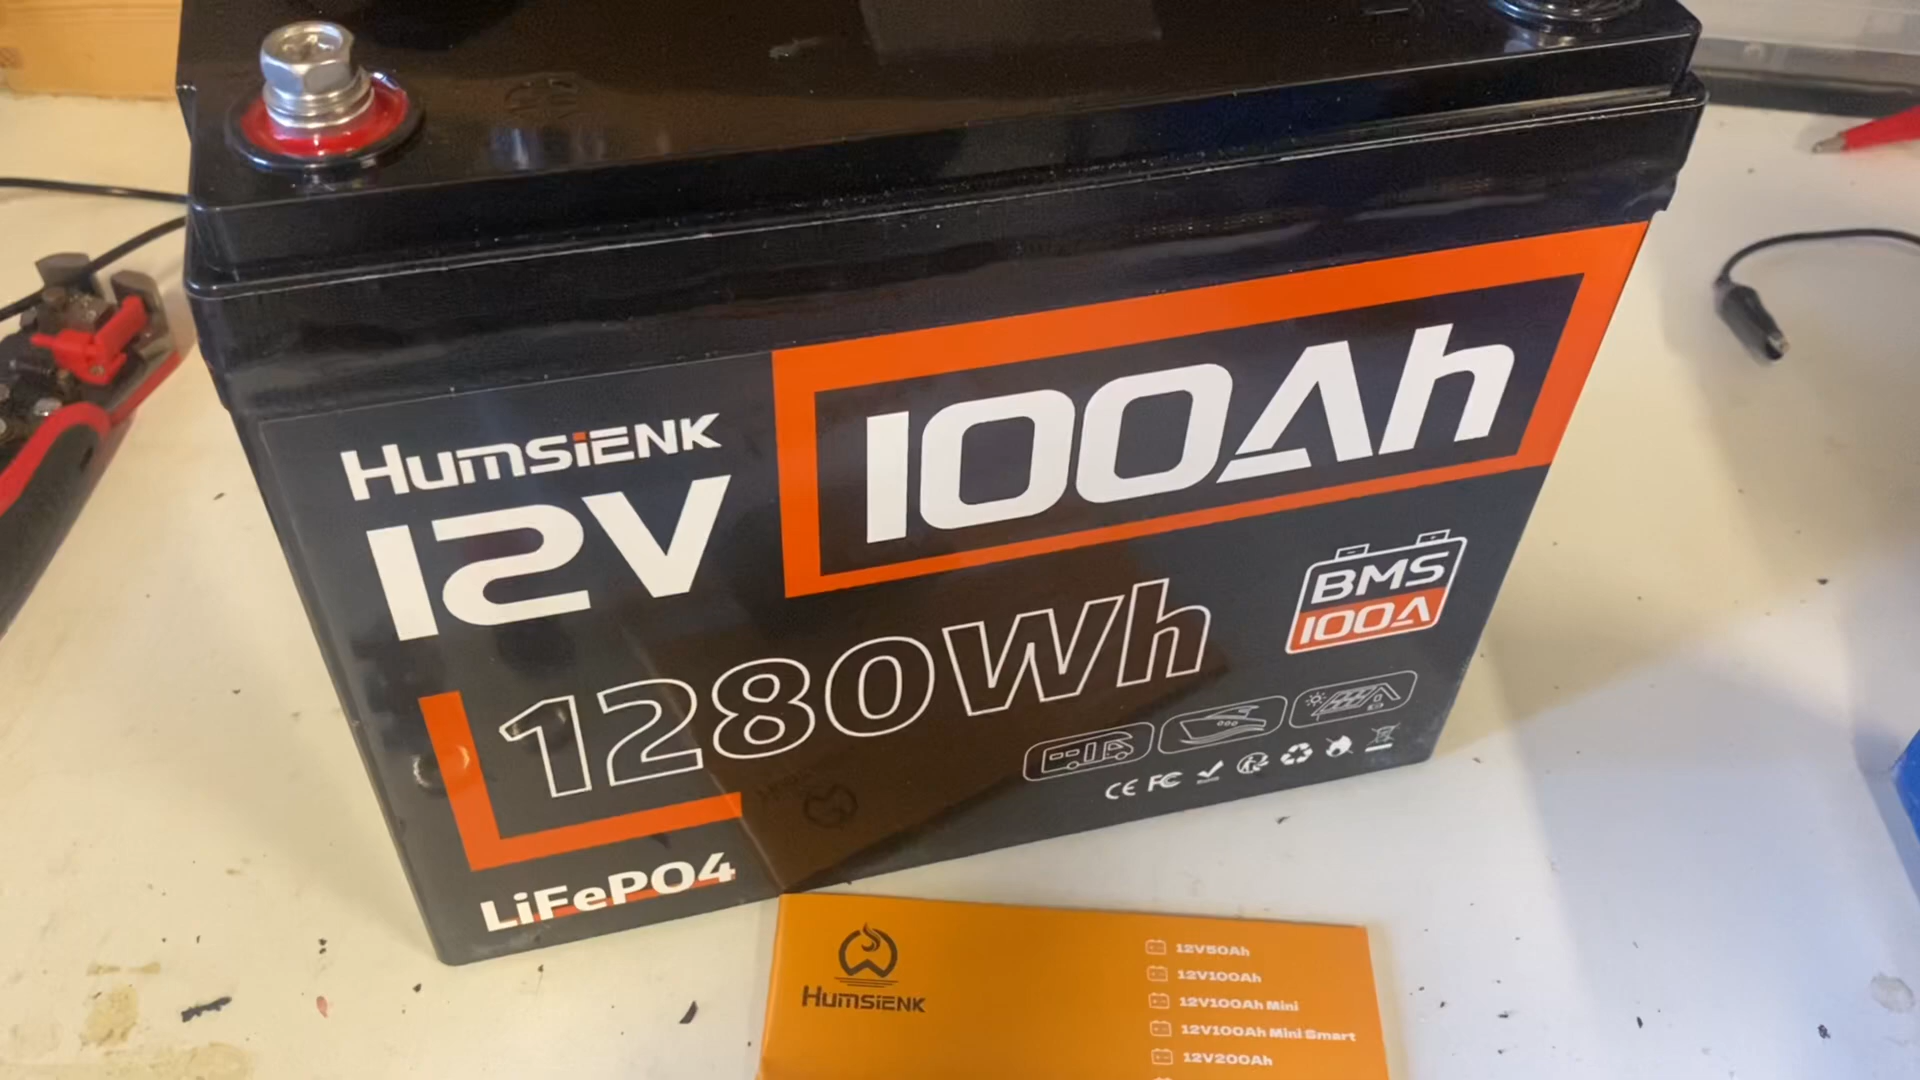 HUMSiENK
12V
100Ah
1280Wh
BMS
100A
CE FC
LiFePO4
HUMSiENK
12V50Ah
12V100Ah
12V100Ah Mini
12V100Ah Mini Smart
12V200Ah